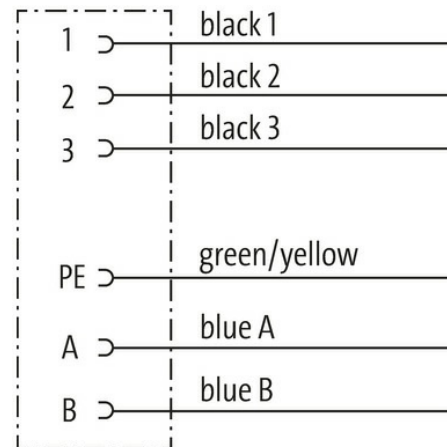 1 black 1
2 black 2
3 black 3
PE green/yellow
A blue A
B blue B